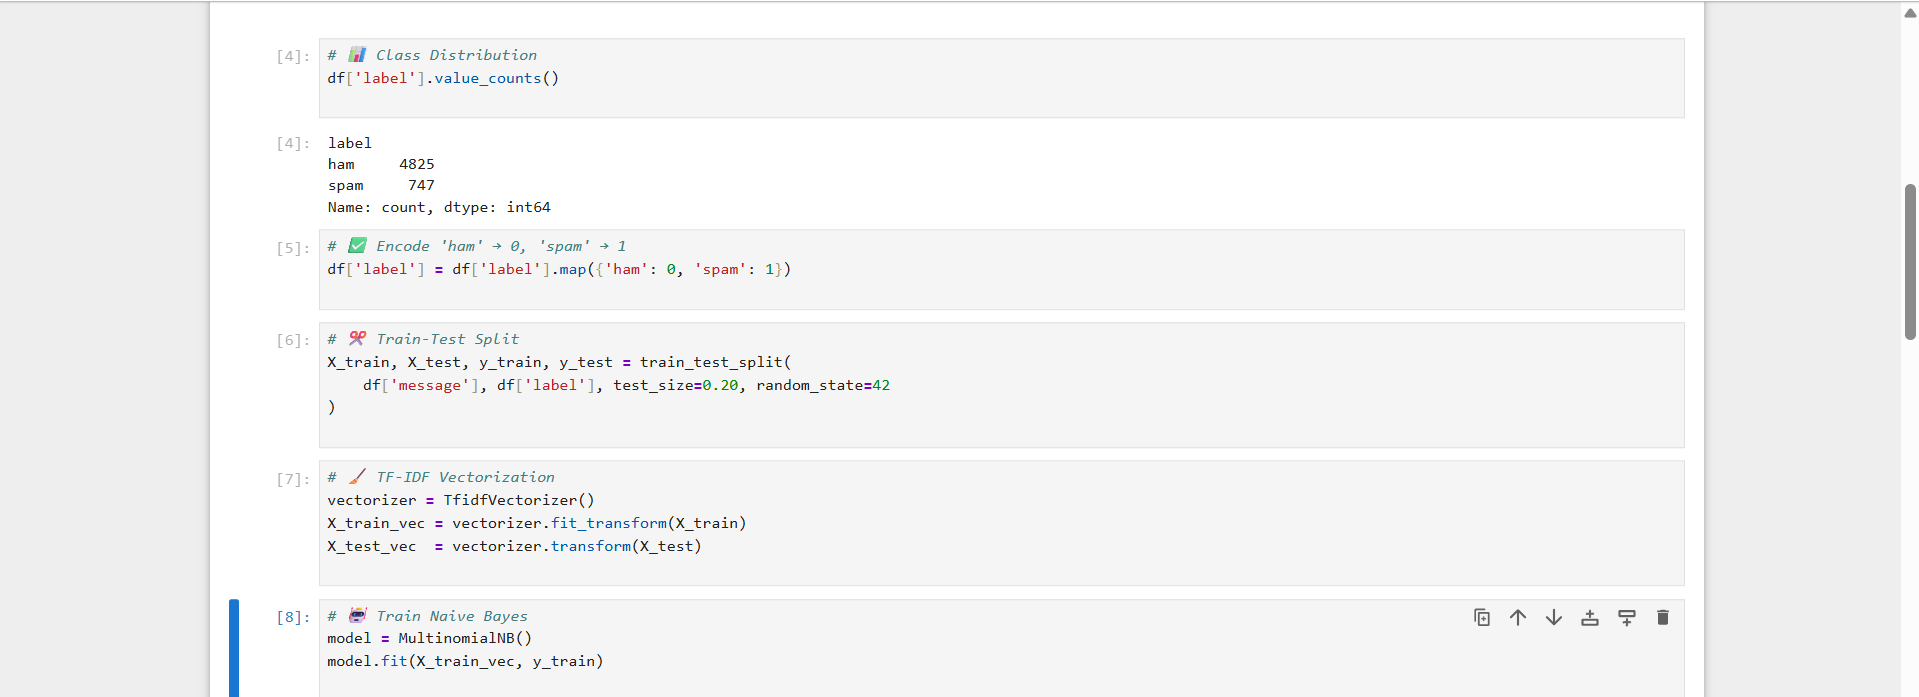 [4]: # 📊 Class Distribution
df['label'].value_counts()
[4]: label
ham     4825
spam     747
Name: count, dtype: int64
[5]: # ✅ Encode 'ham' → 0, 'spam' → 1
df['label'] = df['label'].map({'ham': 0, 'spam': 1})
[6]: # ✂️ Train-Test Split
X_train, X_test, y_train, y_test = train_test_split(
    df['message'], df['label'], test_size=0.20, random_state=42
)
[7]: # 🖌️ TF-IDF Vectorization
vectorizer = TfidfVectorizer()
X_train_vec = vectorizer.fit_transform(X_train)
X_test_vec  = vectorizer.transform(X_test)
[8]: # 🤖 Train Naive Bayes
model = MultinomialNB()
model.fit(X_train_vec, y_train)